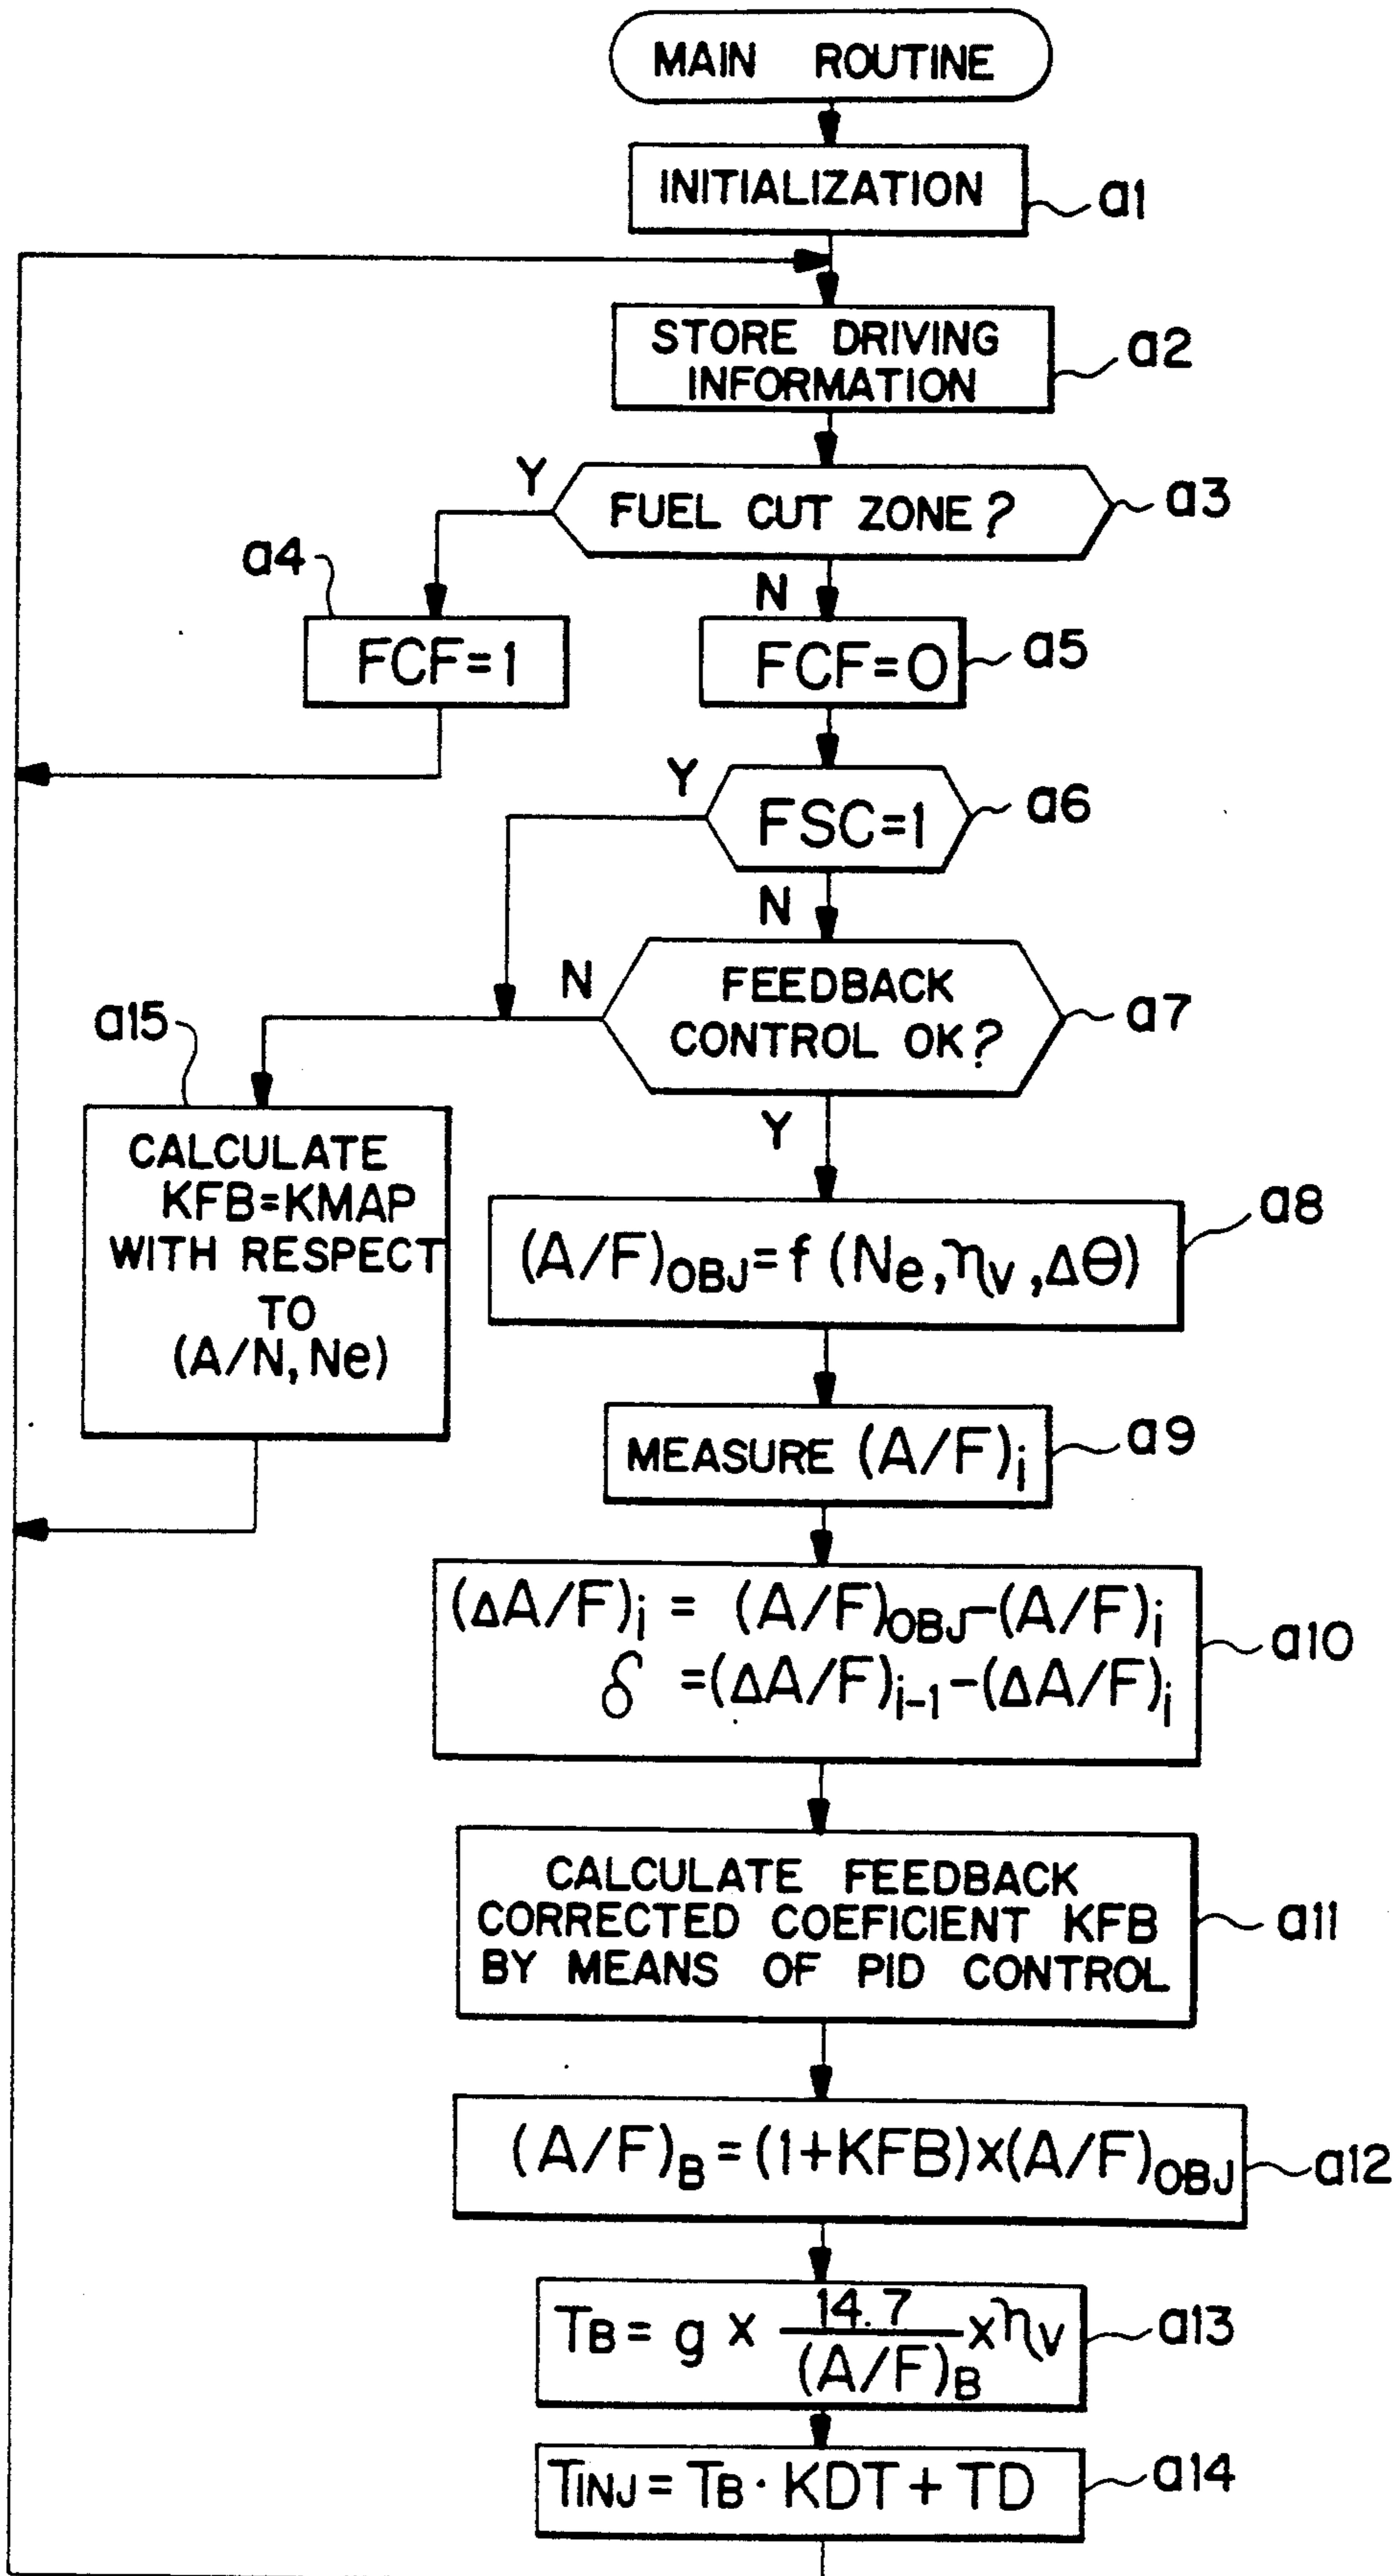 MAIN ROUTINE
INITIALIZATION
a1
STORE DRIVING
INFORMATION
a2
Y
FUEL CUT ZONE?
a3
a4
N
FCF=1
FCF=0
a5
Y
FSC=1
a6
N
N
FEEDBACK
CONTROL OK?
a7
a15
Y
CALCULATE
KFB=KMAP
WITH RESPECT
TO
(A/N, Ne)
(A/F)OBJ=f(Ne, ηv, Δθ)
a8
MEASURE (A/F)i
a9
(ΔA/F)i = (A/F)OBJ-(A/F)i
δ =(ΔA/F)i-1-(ΔA/F)i
a10
CALCULATE FEEDBACK
CORRECTED COEFICIENT KFB
BY MEANS OF PID CONTROL
a11
(A/F)B=(1+KFB)x(A/F)OBJ
a12
TB= g x 14.7/(A/F)B x ηv
a13
TINJ=TB·KDT+TD
a14